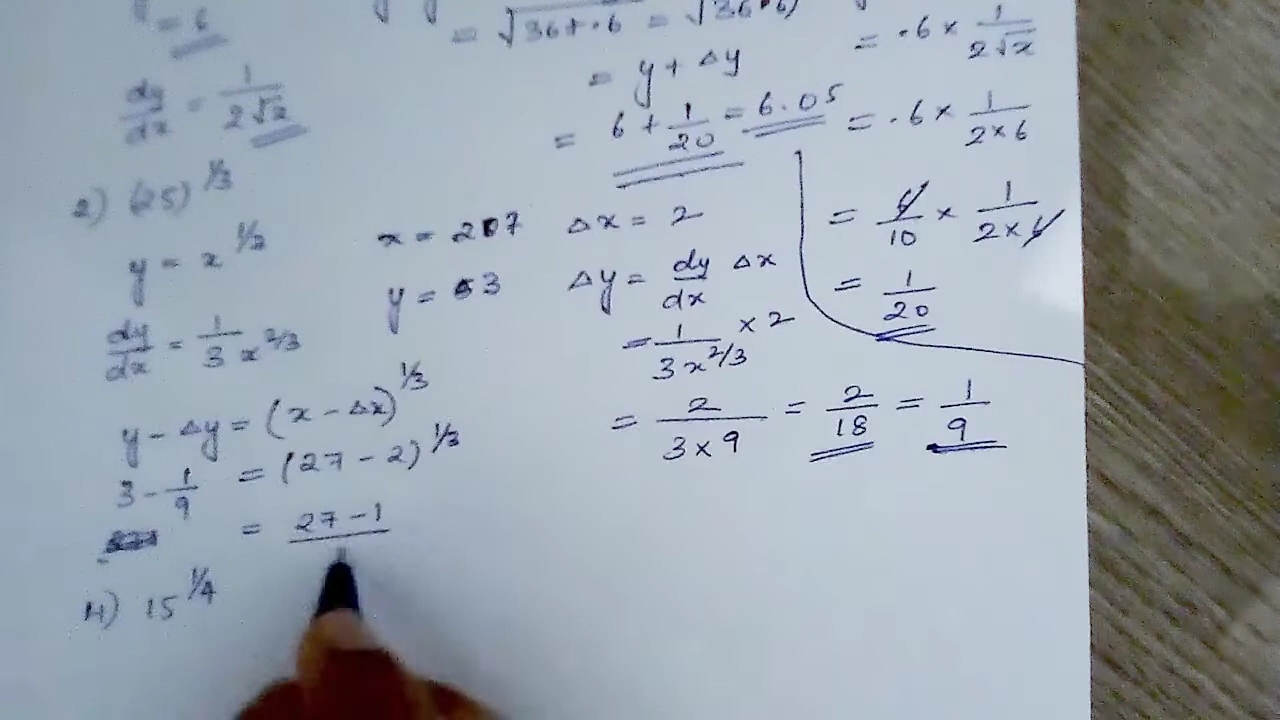 = 6
= √36+.6 = √36.6
= .6 × 1/2√x
dy/dx = 1/2√x
= y + Δy
= 6 + 1/20 = 6.05
= .6 × 1/2×6
2) (25)^1/3
= 6/10 × 1/2×6
y = x^1/3
x = 27
Δx = 2
= 1/20
y = 3
Δy = dy/dx Δx
dy/dx = 1/3 x^2/3
= 1/3x^2/3 × 2
y - Δy = (x - Δx)^1/3
= 2/3×9 = 2/18 = 1/9
3 - 1/9 = (27 - 2)^1/3
= 27 - 1
4) 15^1/4